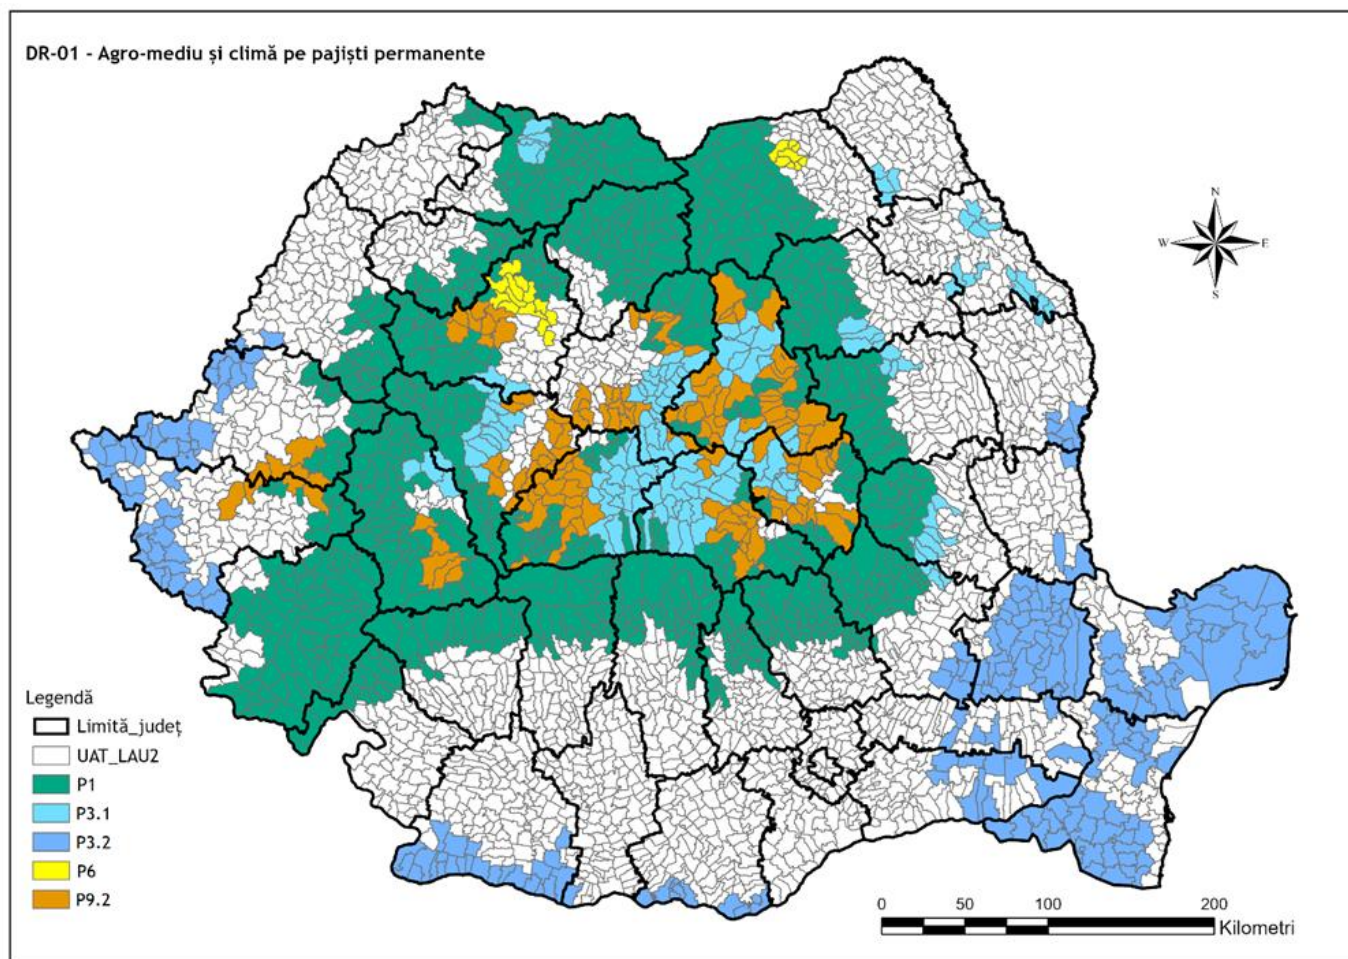 DR-01 - Agro-mediu și climă pe pajiști permanente
N
W E
S
Legendă
Limită_județ
UAT_LAU2
P1
P3.1
P3.2
P6
P9.2
0 50 100 200
Kilometri